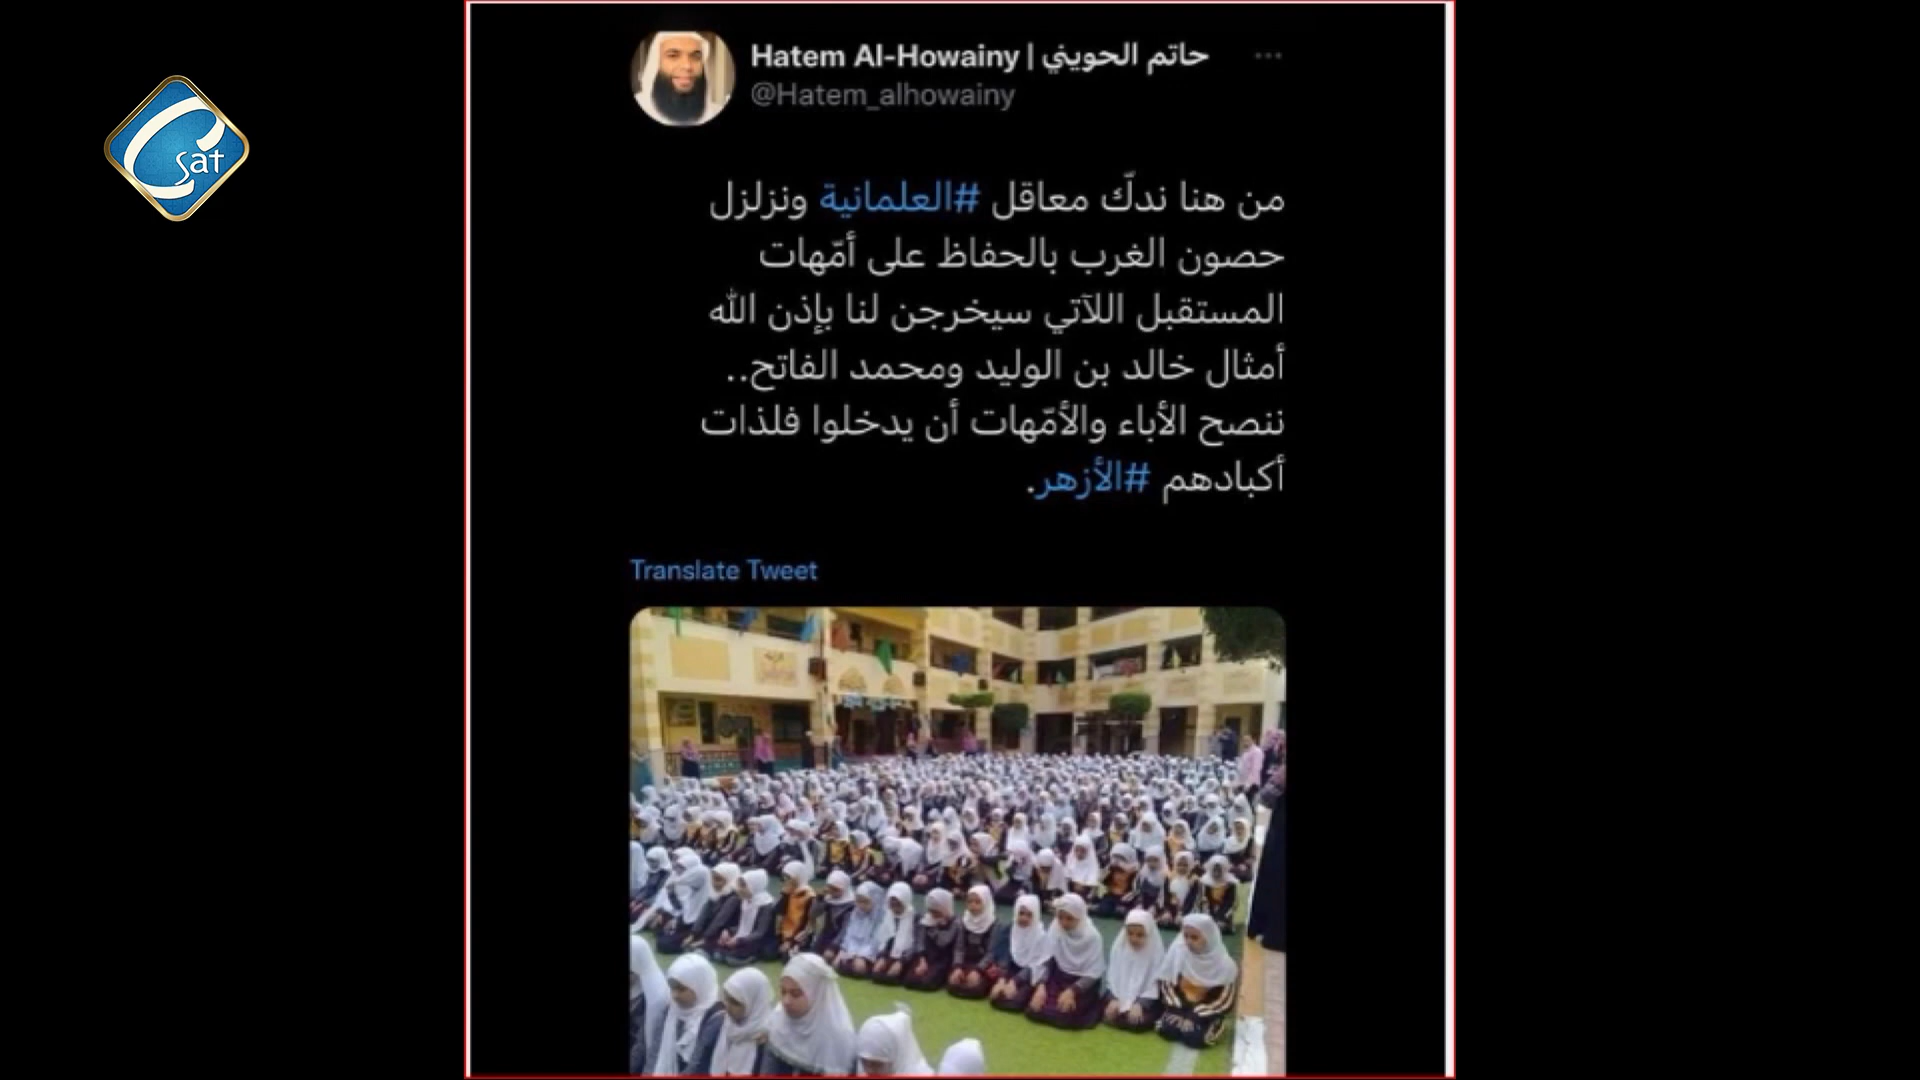 Csat
Hatem Al-Howainy | حاتم الحويني
@Hatem_alhowainy
من هنا ندكّ معاقل #العلمانية ونزلزل
حصون الغرب بالحفاظ على أمّهات
المستقبل اللآتي سيخرجن لنا بإذن الله
أمثال خالد بن الوليد ومحمد الفاتح..
ننصح الأباء والأمّهات أن يدخلوا فلذات
أكبادهم #الأزهر.
Translate Tweet